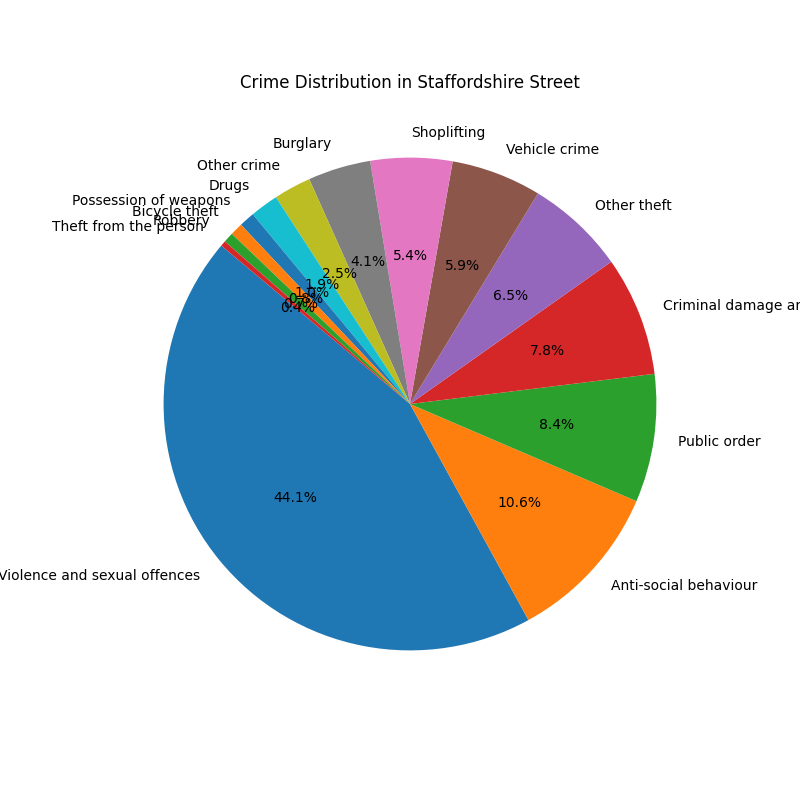 Crime Distribution in Staffordshire Street
Shoplifting
Burglary
Vehicle crime
Other crime
Drugs
Possession of weapons
Bicycle theft
Robbery
Theft from the person
Other theft
5.4%
4.1%
5.9%
2.5%
1.9%
1.0%
0.4%
6.5%
Criminal damage ar
7.8%
8.4%
Public order
44.1%
10.6%
Violence and sexual offences
Anti-social behaviour